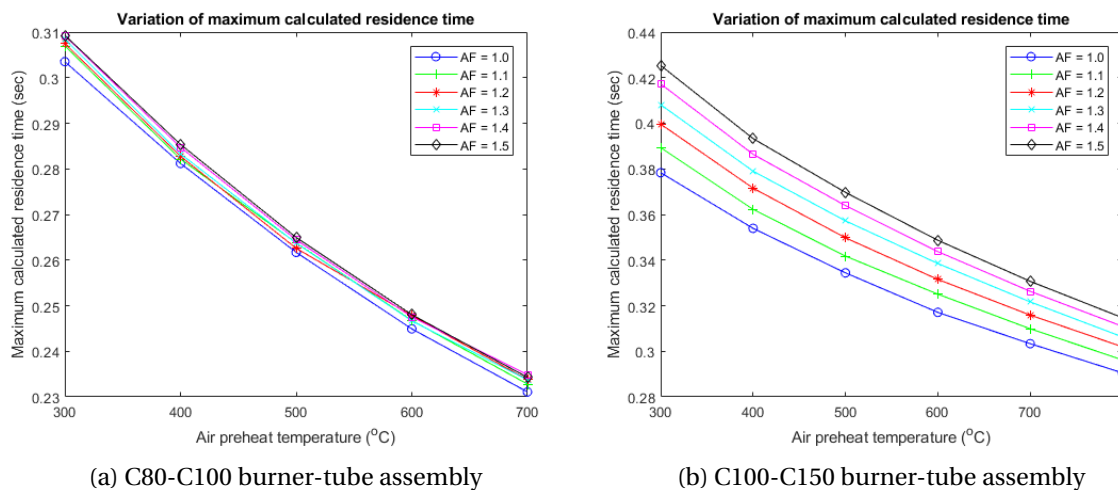 Variation of maximum calculated residence time
Maximum calculated residence time (sec)
0.31
0.3
0.29
0.28
0.27
0.26
0.25
0.24
0.23
300
400
500
600
700
Air preheat temperature (°C)
AF = 1.0
AF = 1.1
AF = 1.2
AF = 1.3
AF = 1.4
AF = 1.5
(a) C80-C100 burner-tube assembly
Variation of maximum calculated residence time
Maximum calculated residence time (sec)
0.44
0.42
0.4
0.38
0.36
0.34
0.32
0.3
0.28
300
400
500
600
700
Air preheat temperature (°C)
AF = 1.0
AF = 1.1
AF = 1.2
AF = 1.3
AF = 1.4
AF = 1.5
(b) C100-C150 burner-tube assembly